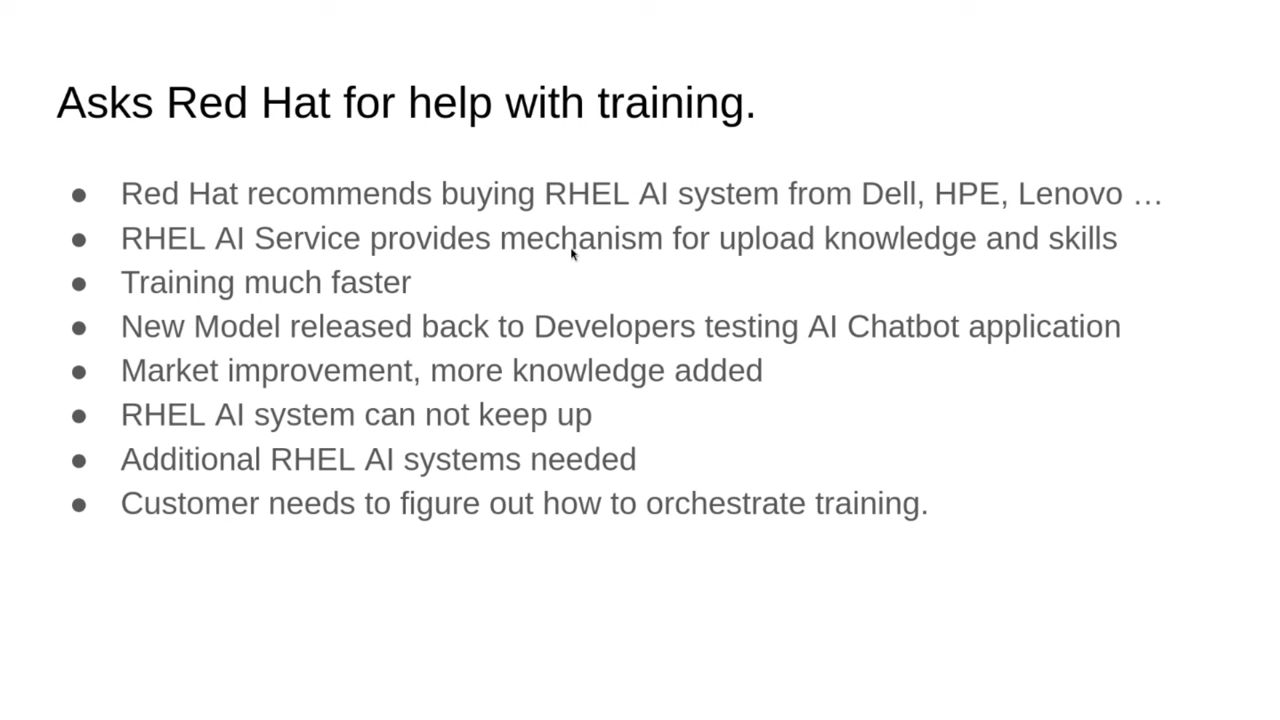 Asks Red Hat for help with training.
● Red Hat recommends buying RHEL AI system from Dell, HPE, Lenovo …
● RHEL AI Service provides mechanism for upload knowledge and skills
● Training much faster
● New Model released back to Developers testing AI Chatbot application
● Market improvement, more knowledge added
● RHEL AI system can not keep up
● Additional RHEL AI systems needed
● Customer needs to figure out how to orchestrate training.